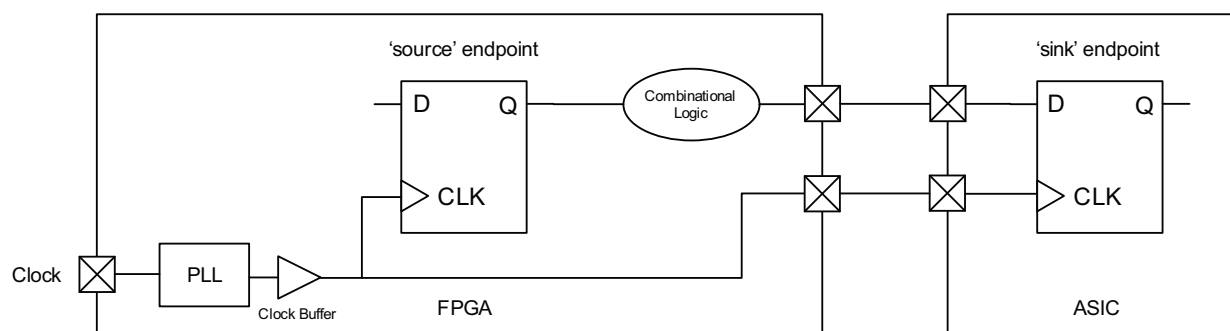 ‘source’ endpoint
‘sink’ endpoint
D
Q
Combinational
Logic
D
Q
CLK
CLK
Clock
PLL
Clock Buffer
FPGA
ASIC